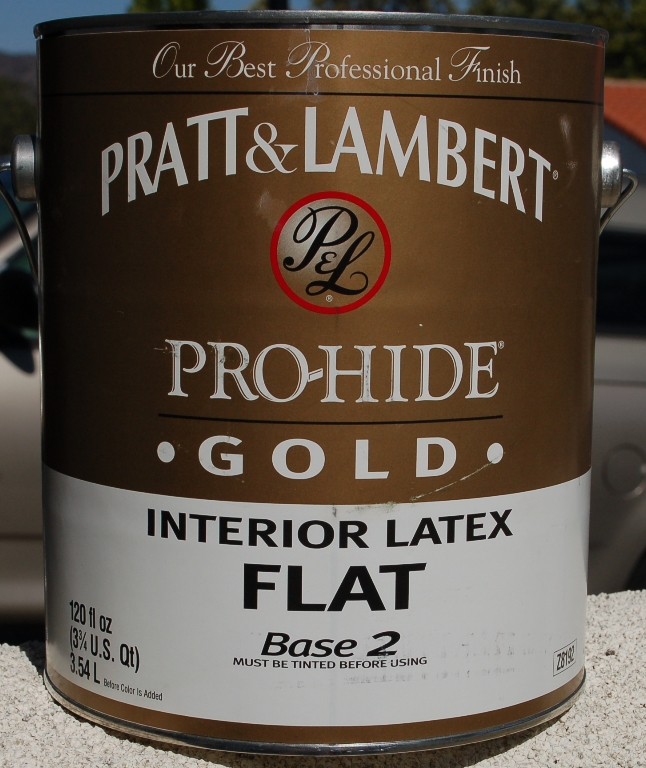 Our Best Professional Finish
PRATT & LAMBERT®
P&L®
PRO-HIDE®
• GOLD •
INTERIOR LATEX
FLAT
120 fl oz
(3¾ U.S. Qt)
3.54 L Before Color Is Added
Base 2
MUST BE TINTED BEFORE USING
Z8192